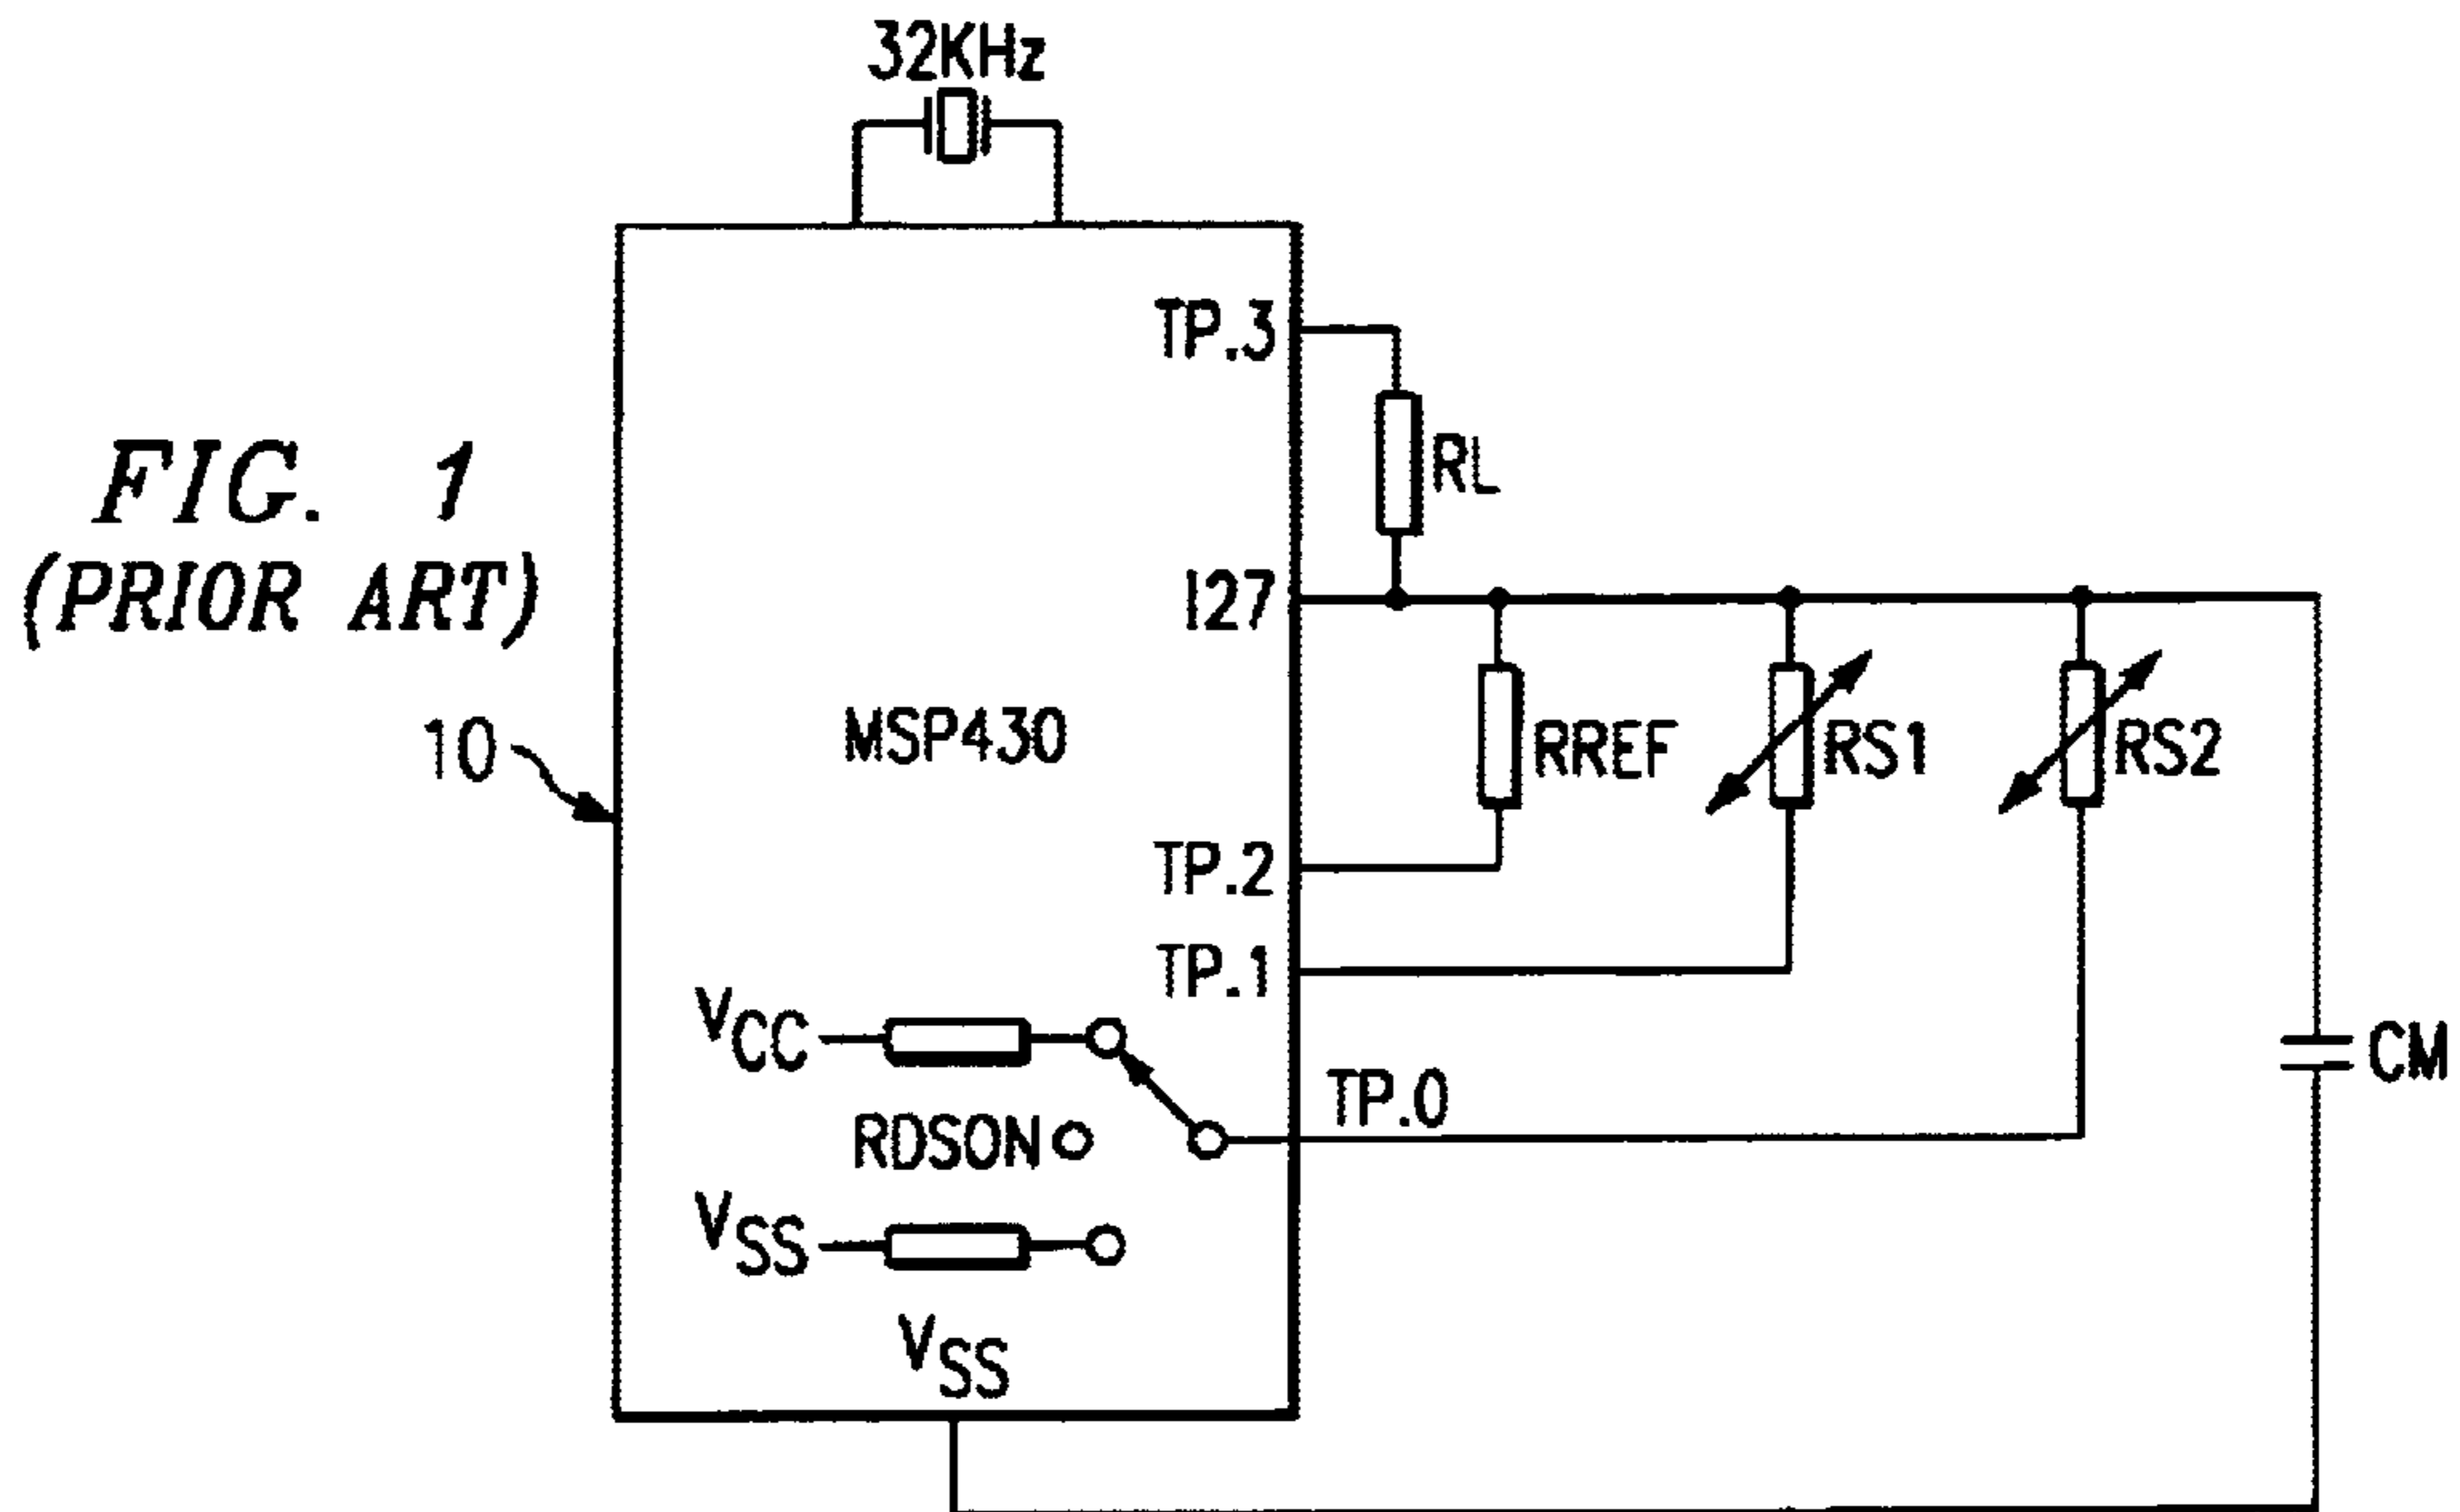 32KHz
TP.3
RL
FIG. 1
(PRIOR ART)
I27
10
MSP430
RREF
RS1
RS2
TP.2
TP.1
VCC
TP.0
CM
RDSON
VSS
VSS